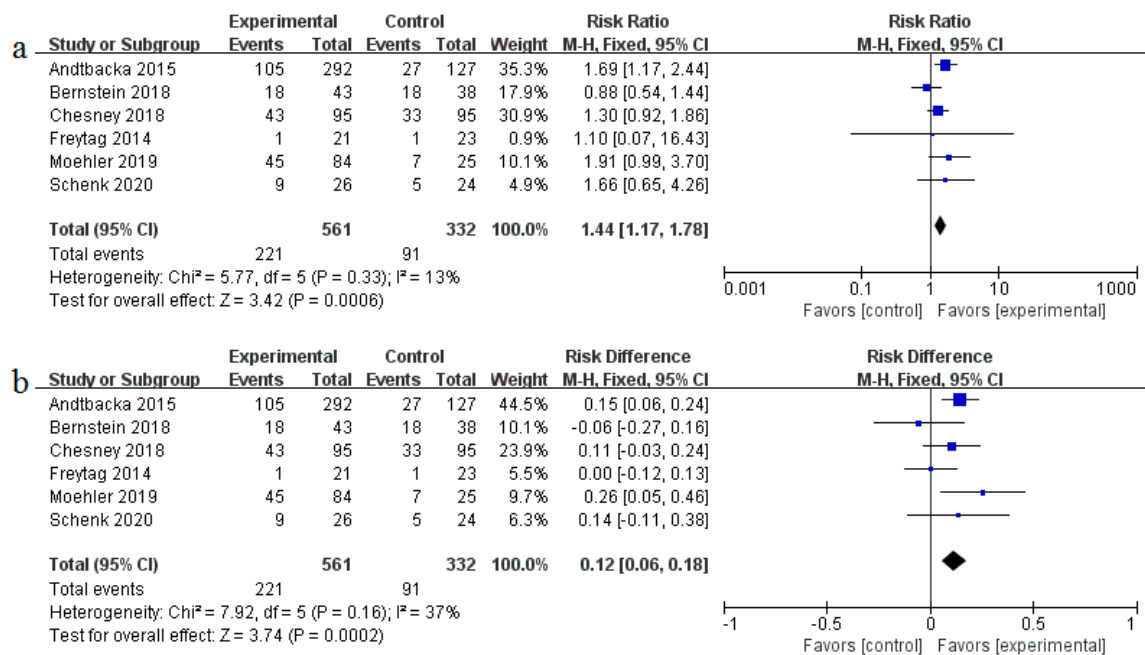 a
Experimental Control Risk Ratio Risk Ratio
Study or Subgroup Events Total Events Total Weight M-H, Fixed, 95% CI M-H, Fixed, 95% CI
Andtbacka 2015 105 292 27 127 35.3% 1.69 [1.17, 2.44]
Bernstein 2018 18 43 18 38 17.9% 0.88 [0.54, 1.44]
Chesney 2018 43 95 33 95 30.9% 1.30 [0.92, 1.86]
Freytag 2014 1 21 1 23 0.9% 1.10 [0.07, 16.43]
Moehler 2019 45 84 7 25 10.1% 1.91 [0.99, 3.70]
Schenk 2020 9 26 5 24 4.9% 1.66 [0.65, 4.26]
Total (95% CI) 561 332 100.0% 1.44 [1.17, 1.78]
Total events 221 91
Heterogeneity: Chi² = 5.77, df = 5 (P = 0.33); I² = 13%
Test for overall effect: Z = 3.42 (P = 0.0006)
0.001 0.1 1 10 1000
Favors [control] Favors [experimental]
b
Experimental Control Risk Difference Risk Difference
Study or Subgroup Events Total Events Total Weight M-H, Fixed, 95% CI M-H, Fixed, 95% CI
Andtbacka 2015 105 292 27 127 44.5% 0.15 [0.06, 0.24]
Bernstein 2018 18 43 18 38 10.1% -0.06 [-0.27, 0.16]
Chesney 2018 43 95 33 95 23.9% 0.11 [-0.03, 0.24]
Freytag 2014 1 21 1 23 5.5% 0.00 [-0.12, 0.13]
Moehler 2019 45 84 7 25 9.7% 0.26 [0.05, 0.46]
Schenk 2020 9 26 5 24 6.3% 0.14 [-0.11, 0.38]
Total (95% CI) 561 332 100.0% 0.12 [0.06, 0.18]
Total events 221 91
Heterogeneity: Chi² = 7.92, df = 5 (P = 0.16); I² = 37%
Test for overall effect: Z = 3.74 (P = 0.0002)
-1 -0.5 0 0.5 1
Favors [control] Favors [experimental]